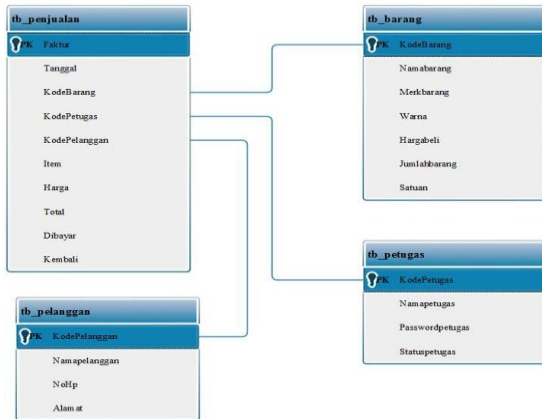 tb_penjualan
PK Faktur
Tanggal
KodeBarang
KodePetugas
KodePelanggan
Item
Harga
Total
Dibayar
Kembali
tb_barang
PK KodeBarang
Namabarang
Merkbarang
Warna
Hargabeli
Jumlahbarang
Satuan
tb_petugas
PK KodePetugas
Namapetugas
Passwordpetugas
Statuspetugas
tb_pelanggan
PK KodePelanggan
Namapelanggan
NoHp
Alamat